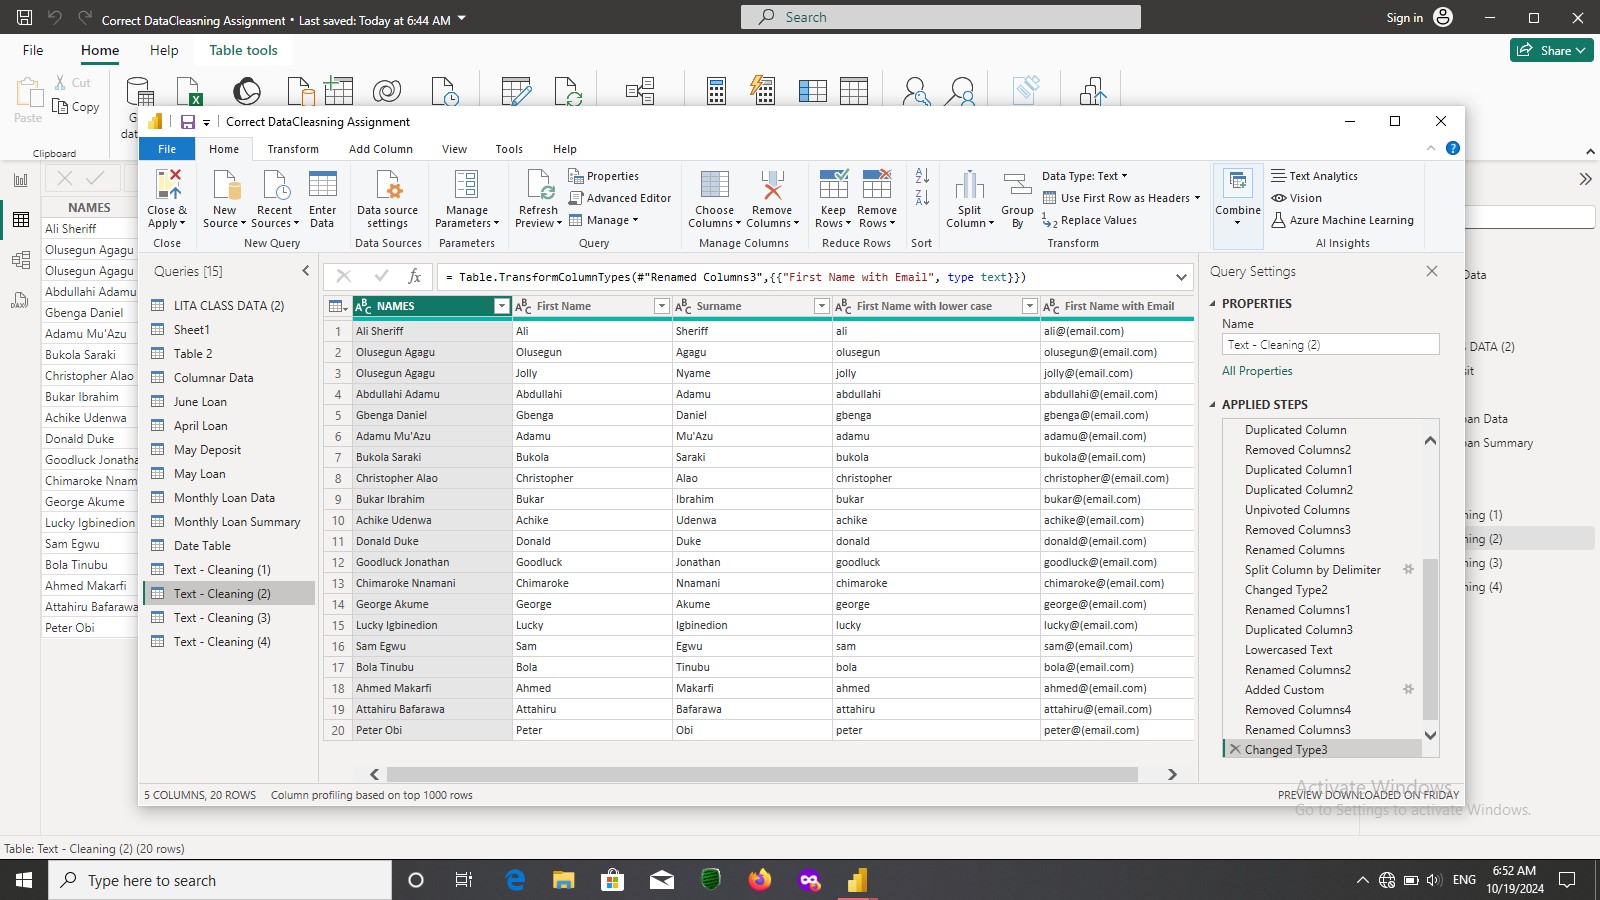 Correct DataCleasning Assignment • Last saved: Today at 6:44 AM
Search
Sign in
File
Home
Help
Table tools
Share
Paste
Cut
Copy
Clipboard
Correct DataCleasning Assignment
File
Home
Transform
Add Column
View
Tools
Help
Close & Apply
Close
New Source
Recent Sources
Enter Data
New Query
Data source settings
Data Sources
Manage Parameters
Parameters
Refresh Preview
Properties
Advanced Editor
Manage
Query
Choose Columns
Remove Columns
Manage Columns
Keep Rows
Remove Rows
Reduce Rows
Sort
Split Column
Group By
Data Type: Text
Use First Row as Headers
Replace Values
Transform
Combine
Text Analytics
Vision
Azure Machine Learning
AI Insights
NAMES
Ali Sheriff
Olusegun Agagu
Olusegun Agagu
Abdullahi Adamu
Gbenga Daniel
Adamu Mu'Azu
Bukola Saraki
Christopher Alao
Bukar Ibrahim
Achike Udenwa
Donald Duke
Goodluck Jonatha
Chimaroke Nnam
George Akume
Lucky Igbinedion
Sam Egwu
Bola Tinubu
Ahmed Makarfi
Attahiru Bafarawa
Peter Obi
Queries [15]
LITA CLASS DATA (2)
Sheet1
Table 2
Columnar Data
June Loan
April Loan
May Deposit
May Loan
Monthly Loan Data
Monthly Loan Summary
Date Table
Text - Cleaning (1)
Text - Cleaning (2)
Text - Cleaning (3)
Text - Cleaning (4)
fx = Table.TransformColumnTypes(#"Renamed Columns3",{{"First Name with Email", type text}})
NAMES First Name Surname First Name with lower case First Name with Email
1 Ali Sheriff Ali Sheriff ali ali@(email.com)
2 Olusegun Agagu Olusegun Agagu olusegun olusegun@(email.com)
3 Olusegun Agagu Jolly Nyame jolly jolly@(email.com)
4 Abdullahi Adamu Abdullahi Adamu abdullahi abdullahi@(email.com)
5 Gbenga Daniel Gbenga Daniel gbenga gbenga@(email.com)
6 Adamu Mu'Azu Adamu Mu'Azu adamu adamu@(email.com)
7 Bukola Saraki Bukola Saraki bukola bukola@(email.com)
8 Christopher Alao Christopher Alao christopher christopher@(email.com)
9 Bukar Ibrahim Bukar Ibrahim bukar bukar@(email.com)
10 Achike Udenwa Achike Udenwa achike achike@(email.com)
11 Donald Duke Donald Duke donald donald@(email.com)
12 Goodluck Jonathan Goodluck Jonathan goodluck goodluck@(email.com)
13 Chimaroke Nnamani Chimaroke Nnamani chimaroke chimaroke@(email.com)
14 George Akume George Akume george george@(email.com)
15 Lucky Igbinedion Lucky Igbinedion lucky lucky@(email.com)
16 Sam Egwu Sam Egwu sam sam@(email.com)
17 Bola Tinubu Bola Tinubu bola bola@(email.com)
18 Ahmed Makarfi Ahmed Makarfi ahmed ahmed@(email.com)
19 Attahiru Bafarawa Attahiru Bafarawa attahiru attahiru@(email.com)
20 Peter Obi Peter Obi peter peter@(email.com)
Query Settings
PROPERTIES
Name
Text - Cleaning (2)
All Properties
APPLIED STEPS
Duplicated Column
Removed Columns2
Duplicated Column1
Duplicated Column2
Unpivoted Columns
Removed Columns3
Renamed Columns
Split Column by Delimiter
Changed Type2
Renamed Columns1
Duplicated Column3
Lowercased Text
Renamed Columns2
Added Custom
Removed Columns4
Renamed Columns3
Changed Type3
Data
DATA (2)
sit
an Data
an Summary
ning (1)
ning (2)
ning (3)
ning (4)
5 COLUMNS, 20 ROWS Column profiling based on top 1000 rows
PREVIEW DOWNLOADED ON FRIDAY
Activate Windows
Go to Settings to activate Windows.
Table: Text - Cleaning (2) (20 rows)
Type here to search
ENG
6:52 AM
10/19/2024